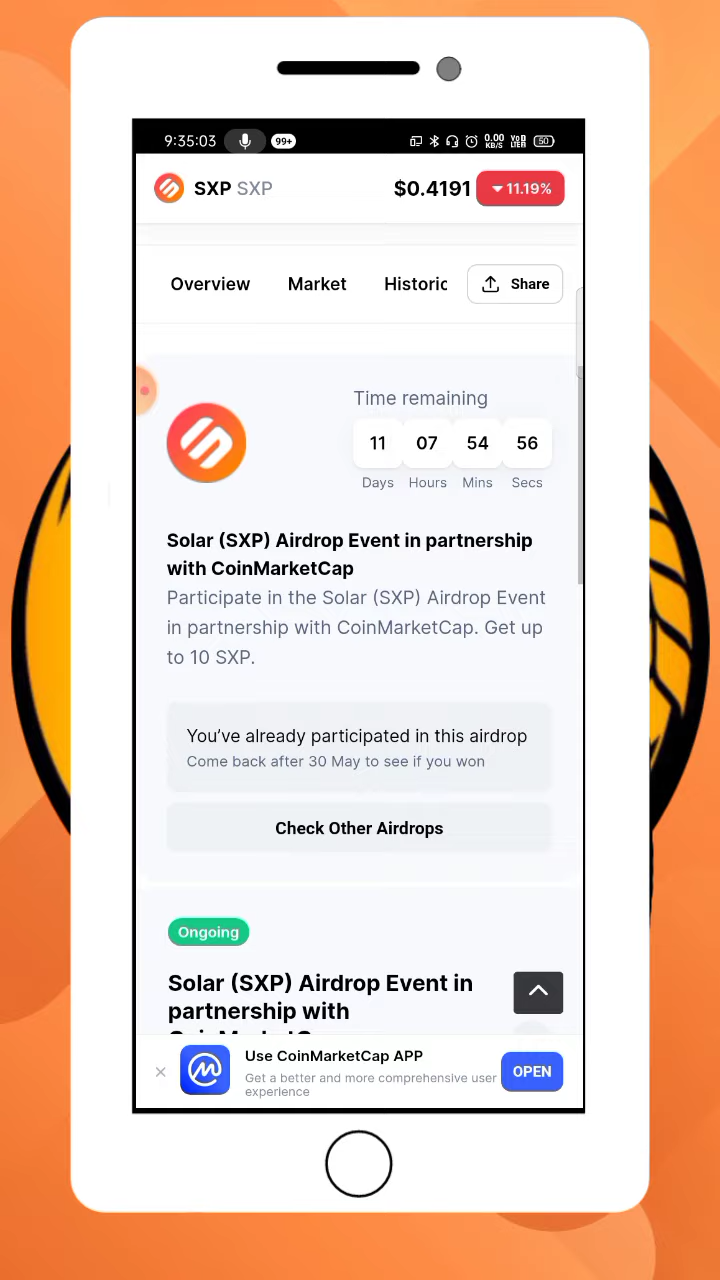 9:35:03 99+ 0.00 KB/S 50
SXP SXP $0.4191 11.19%
Overview Market Historic Share
Time remaining
11 07 54 56
Days Hours Mins Secs
Solar (SXP) Airdrop Event in partnership
with CoinMarketCap
Participate in the Solar (SXP) Airdrop Event
in partnership with CoinMarketCap. Get up
to 10 SXP.
You’ve already participated in this airdrop
Come back after 30 May to see if you won
Check Other Airdrops
Ongoing
Solar (SXP) Airdrop Event in
partnership with
CoinMarketCap
Use CoinMarketCap APP
Get a better and more comprehensive user
experience
OPEN